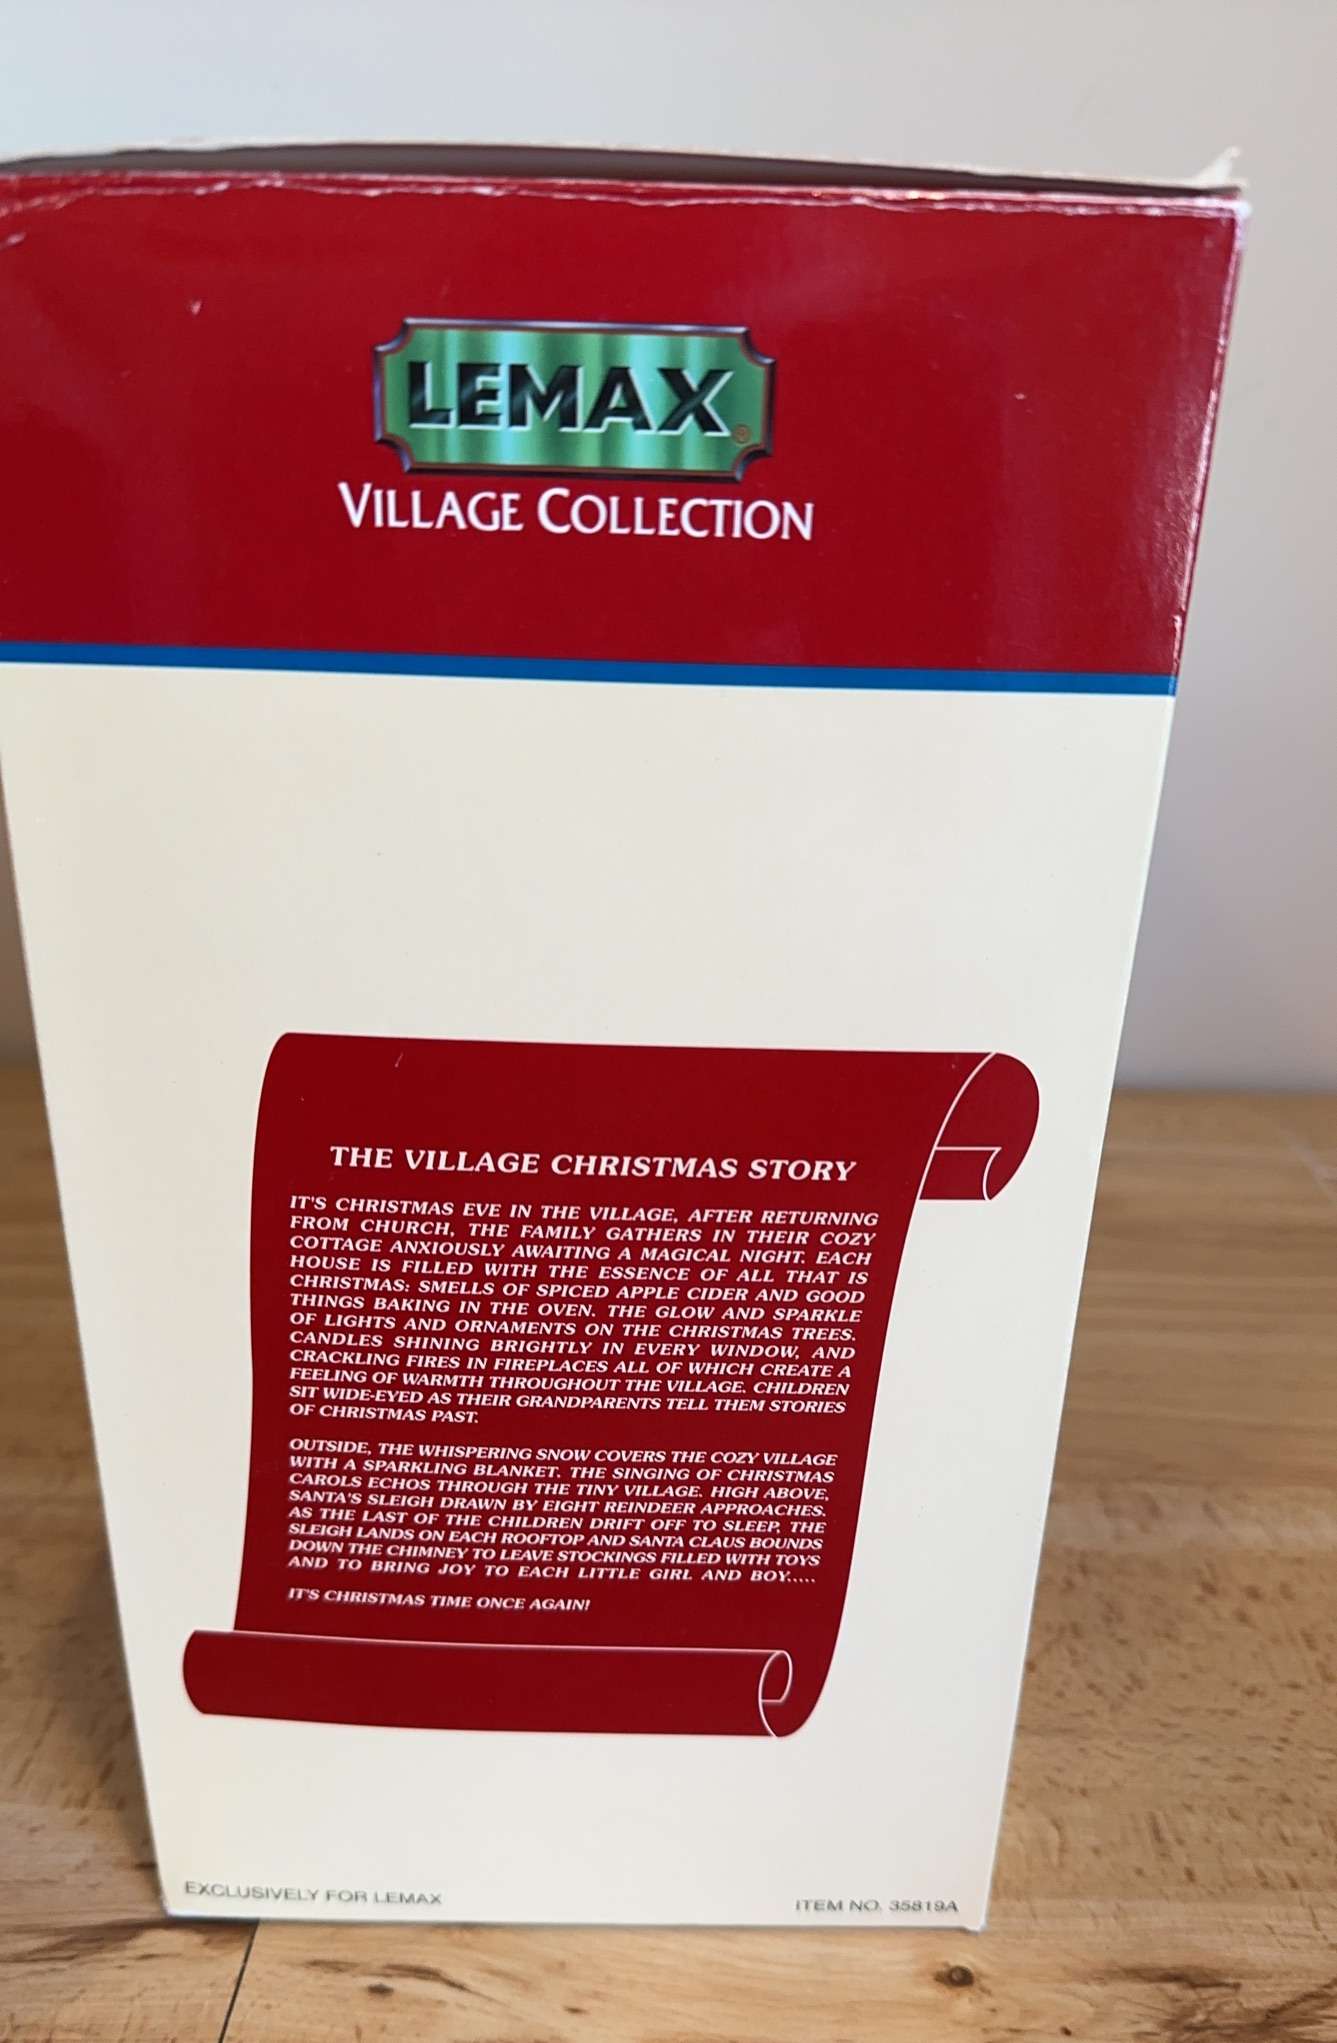 LEMAX®
VILLAGE COLLECTION
THE VILLAGE CHRISTMAS STORY
IT'S CHRISTMAS EVE IN THE VILLAGE, AFTER RETURNING
FROM CHURCH, THE FAMILY GATHERS IN THEIR COZY
COTTAGE ANXIOUSLY AWAITING A MAGICAL NIGHT. EACH
HOUSE IS FILLED WITH THE ESSENCE OF ALL THAT IS
CHRISTMAS: SMELLS OF SPICED APPLE CIDER AND GOOD
THINGS BAKING IN THE OVEN. THE GLOW AND SPARKLE
OF LIGHTS AND ORNAMENTS ON THE CHRISTMAS TREES.
CANDLES SHINING BRIGHTLY IN EVERY WINDOW, AND
CRACKLING FIRES IN FIREPLACES ALL OF WHICH CREATE A
FEELING OF WARMTH THROUGHOUT THE VILLAGE. CHILDREN
SIT WIDE-EYED AS THEIR GRANDPARENTS TELL THEM STORIES
OF CHRISTMAS PAST.
OUTSIDE, THE WHISPERING SNOW COVERS THE COZY VILLAGE
WITH A SPARKLING BLANKET. THE SINGING OF CHRISTMAS
CAROLS ECHOS THROUGH THE TINY VILLAGE. HIGH ABOVE,
SANTA'S SLEIGH DRAWN BY EIGHT REINDEER APPROACHES.
AS THE LAST OF THE CHILDREN DRIFT OFF TO SLEEP, THE
SLEIGH LANDS ON EACH ROOFTOP AND SANTA CLAUS BOUNDS
DOWN THE CHIMNEY TO LEAVE STOCKINGS FILLED WITH TOYS
AND TO BRING JOY TO EACH LITTLE GIRL AND BOY.....
IT'S CHRISTMAS TIME ONCE AGAIN!
EXCLUSIVELY FOR LEMAX
ITEM NO. 35819A